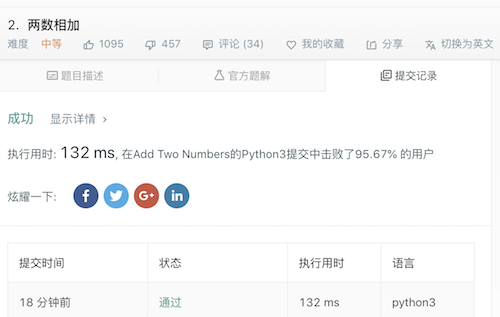 2. 两数相加
难度 中等 1095 457 评论 (34) 我的收藏 分享 切换为英文
题目描述 官方题解 提交记录
成功 显示详情 ›
执行用时: 132 ms, 在Add Two Numbers的Python3提交中击败了95.67% 的用户
炫耀一下:
提交时间 状态 执行用时 语言
18 分钟前 通过 132 ms python3